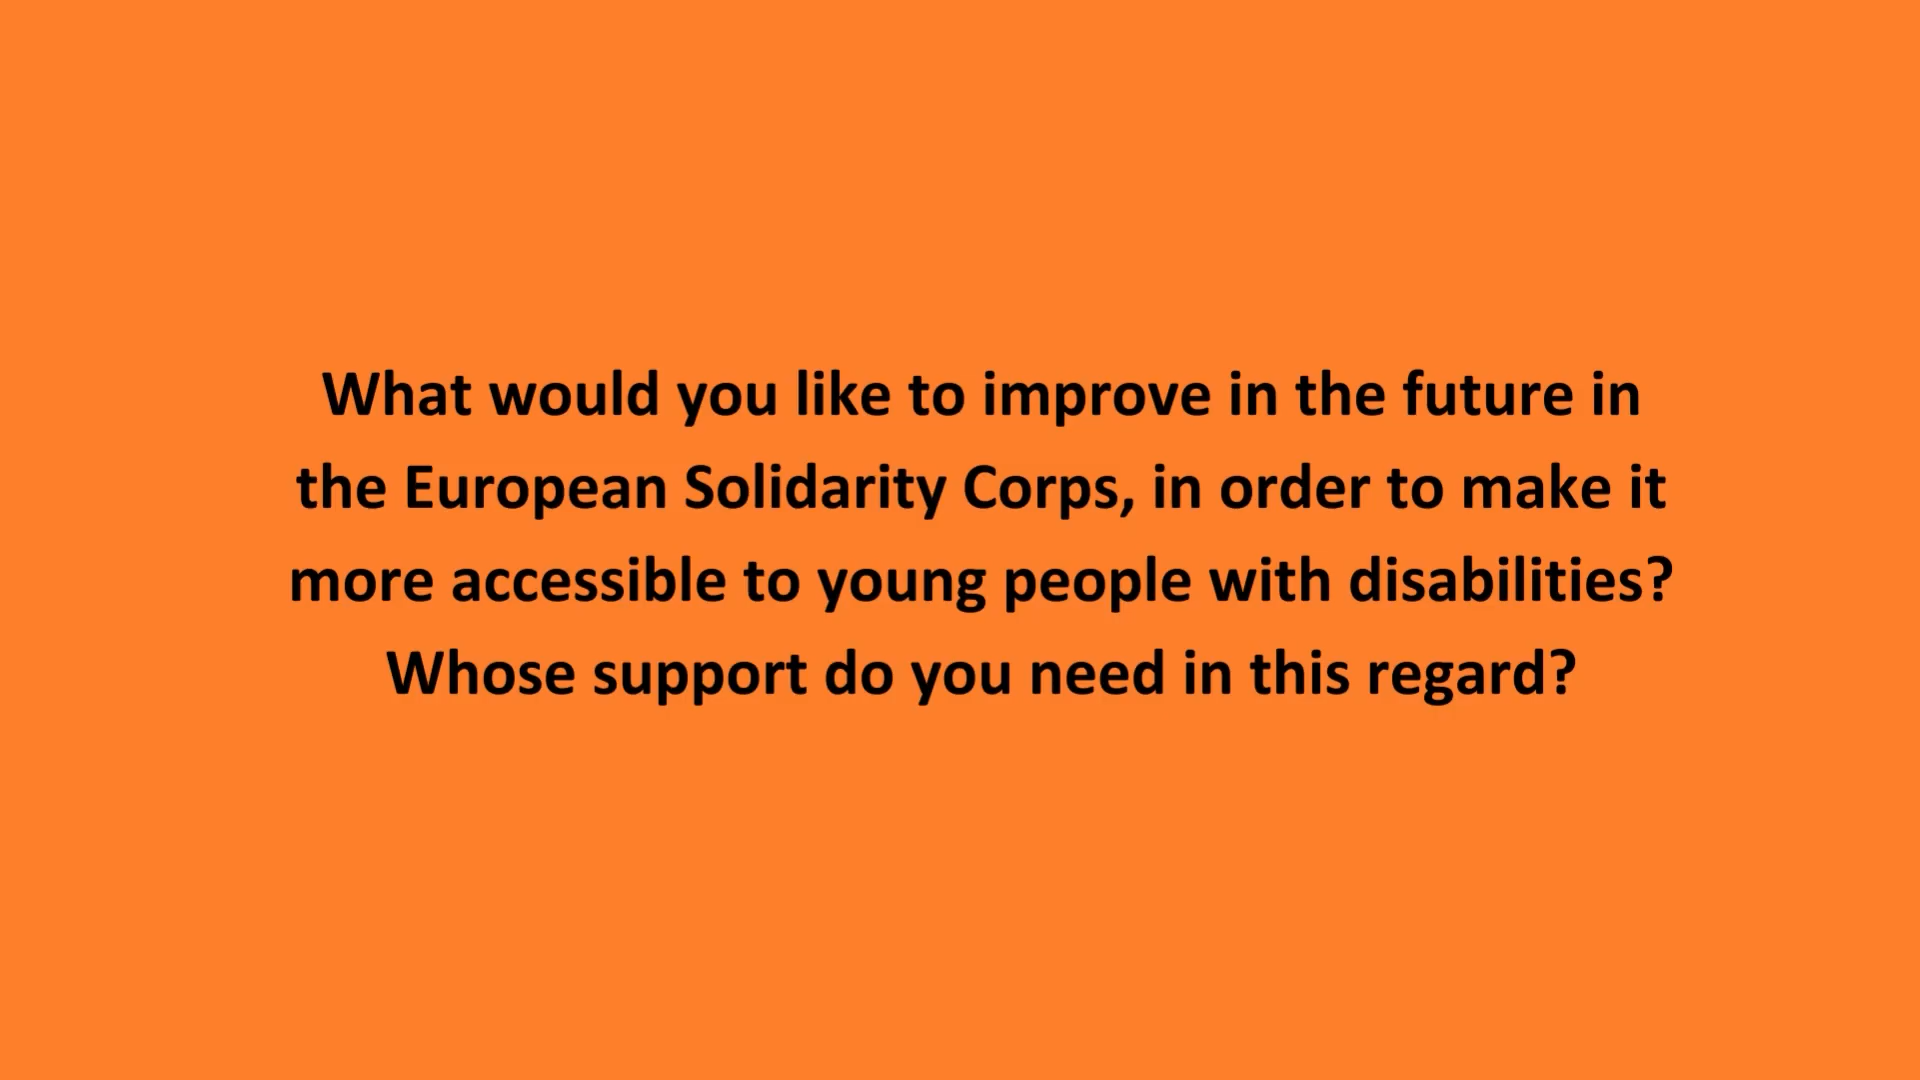 What would you like to improve in the future in
the European Solidarity Corps, in order to make it
more accessible to young people with disabilities?
Whose support do you need in this regard?